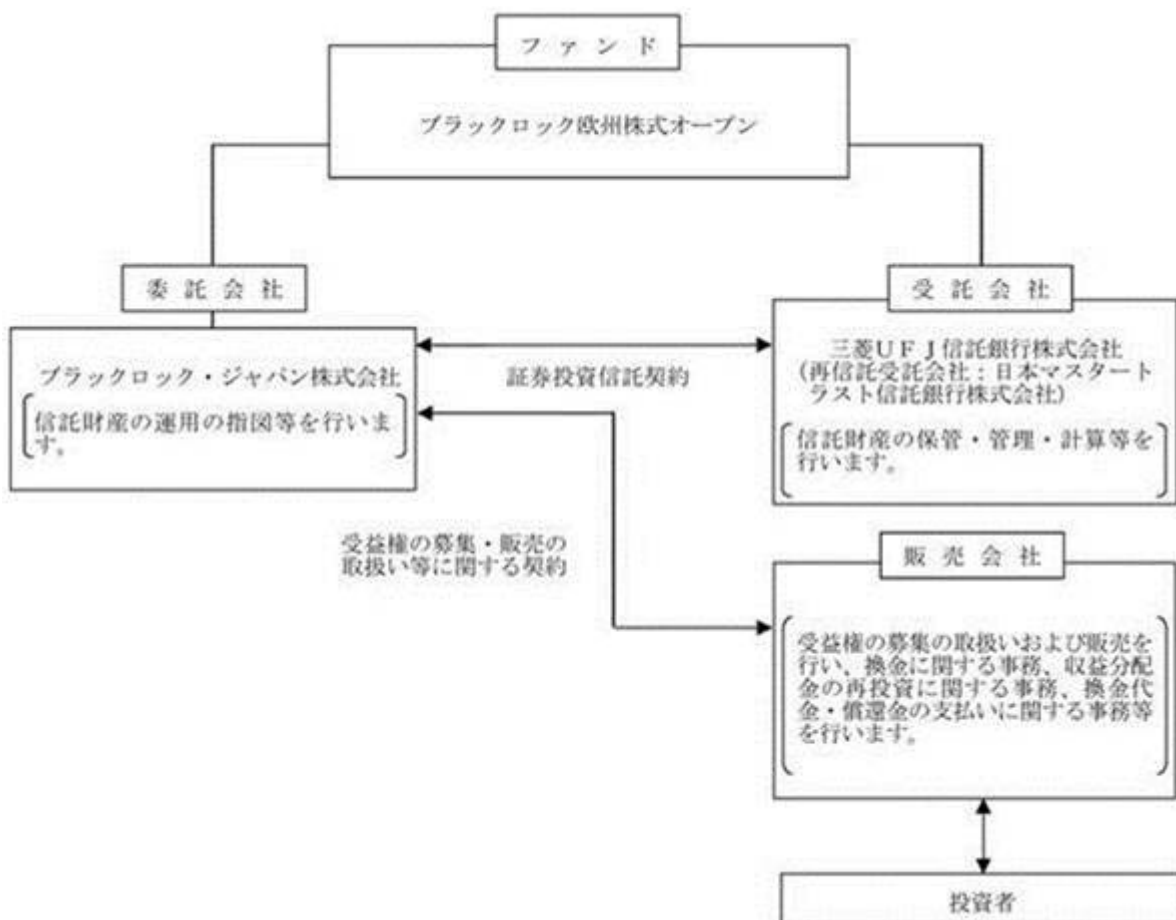 ファンド
ブラックロック欧州株式オープン
委託会社
受託会社
ブラックロック・ジャパン株式会社
信託財産の運用の指図等を行いま
す。
証券投資信託契約
三菱UFJ信託銀行株式会社
(再信託受託会社:日本マスタート
ラスト信託銀行株式会社)
信託財産の保管・管理・計算等を
行います。
受益権の募集・販売の
取扱い等に関する契約
販売会社
受益権の募集の取扱いおよび販売を
行い、換金に関する事務、収益分配
金の再投資に関する事務、換金代
金・償還金の支払いに関する事務等
を行います。
投資者